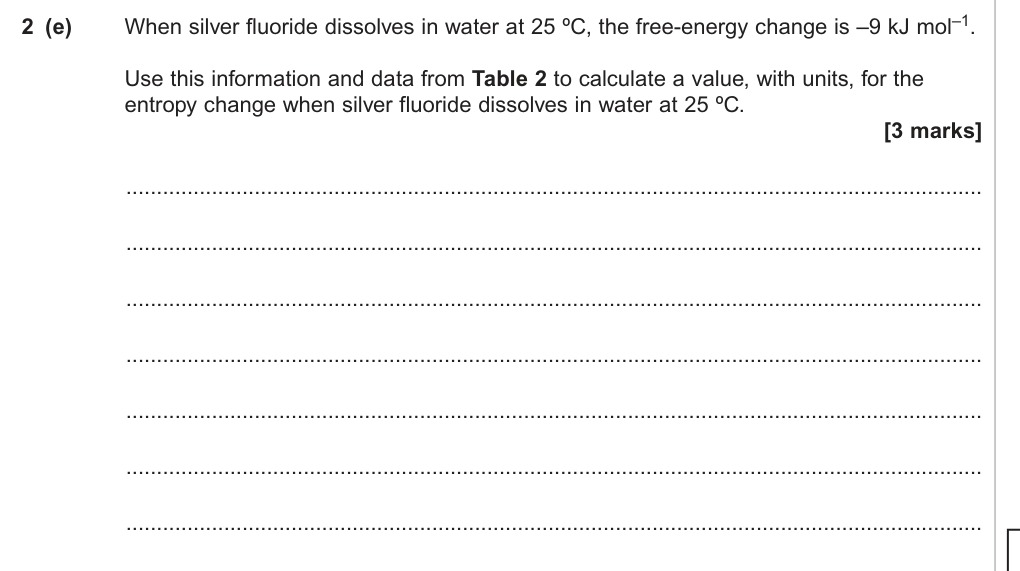 2 (e) When silver fluoride dissolves in water at 25 ºC, the free-energy change is –9 kJ mol⁻¹.
Use this information and data from Table 2 to calculate a value, with units, for the
entropy change when silver fluoride dissolves in water at 25 ºC.
[3 marks]